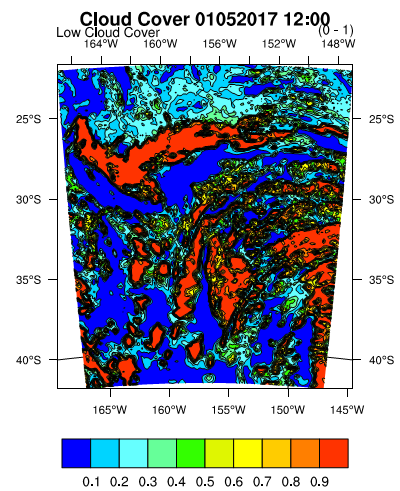 Cloud Cover 01052017 12:00
Low Cloud Cover (0 - 1)
164°W 160°W 156°W 152°W 148°W
25°S 25°S
30°S 30°S
35°S 35°S
40°S 40°S
165°W 160°W 155°W 150°W 145°W
0.1 0.2 0.3 0.4 0.5 0.6 0.7 0.8 0.9